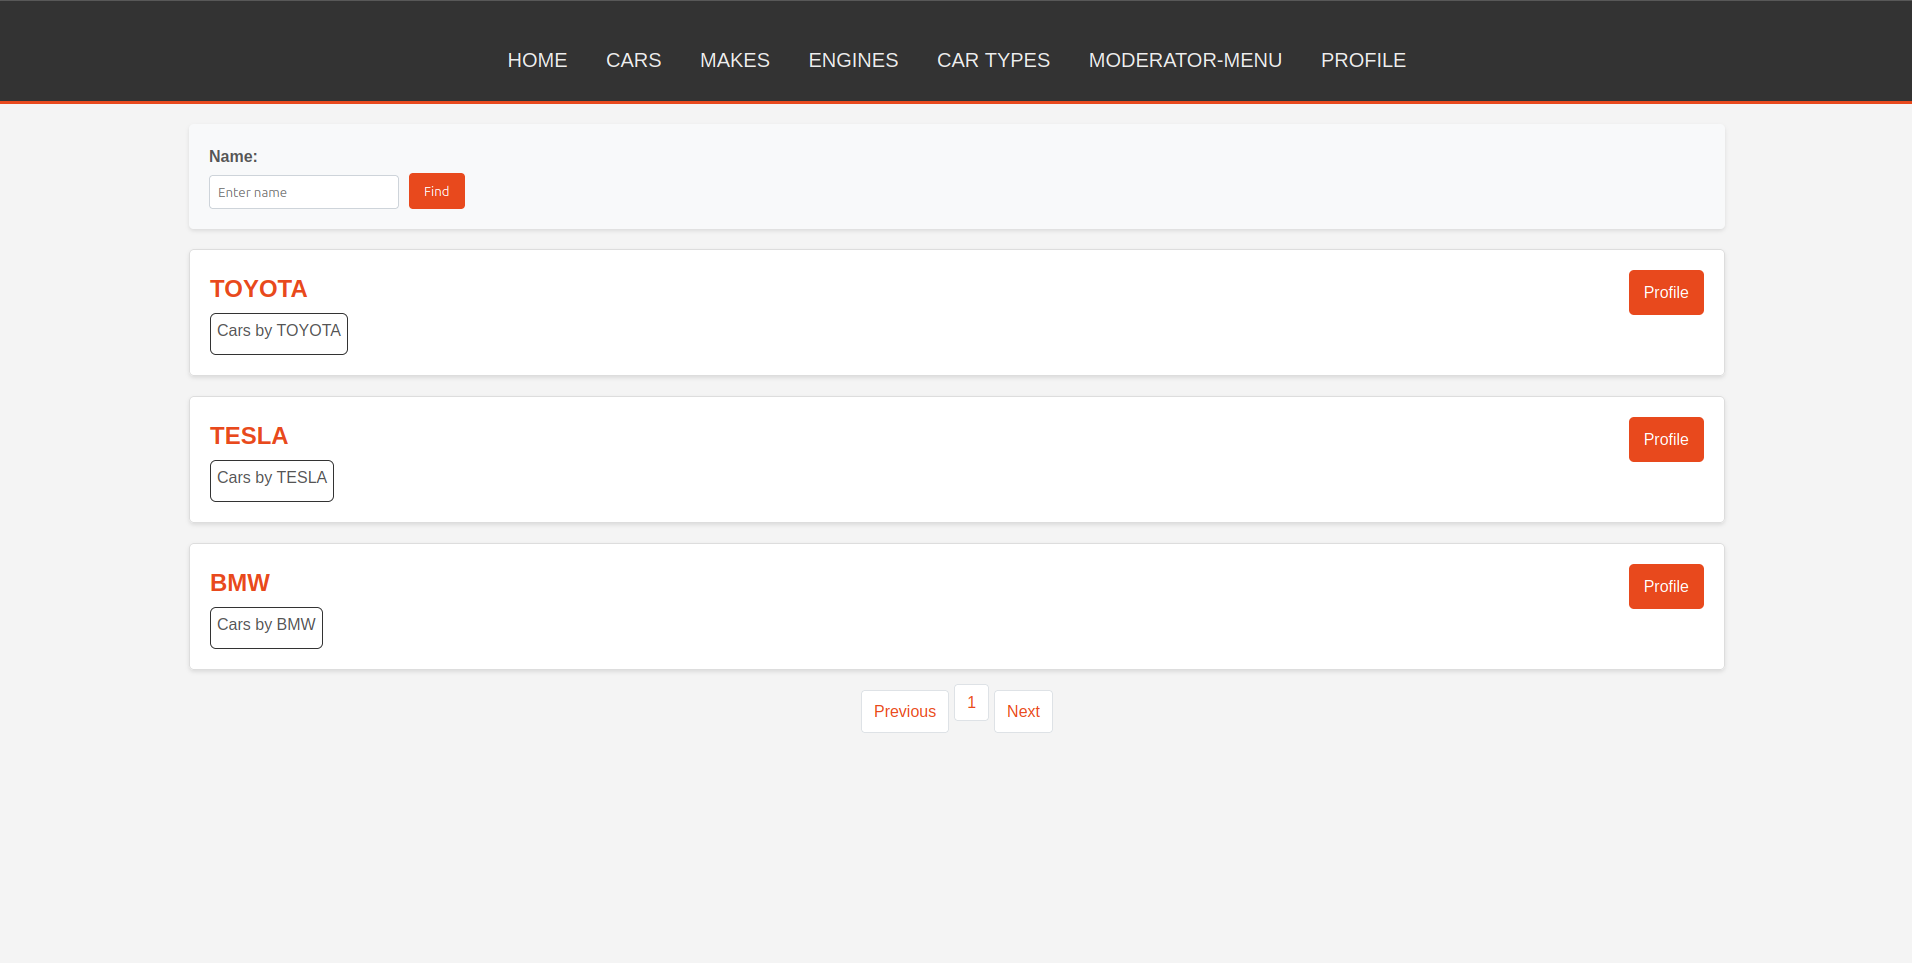 HOME CARS MAKES ENGINES CAR TYPES MODERATOR-MENU PROFILE
Name:
Enter name Find
TOYOTA Profile
Cars by TOYOTA
TESLA Profile
Cars by TESLA
BMW Profile
Cars by BMW
Previous 1 Next